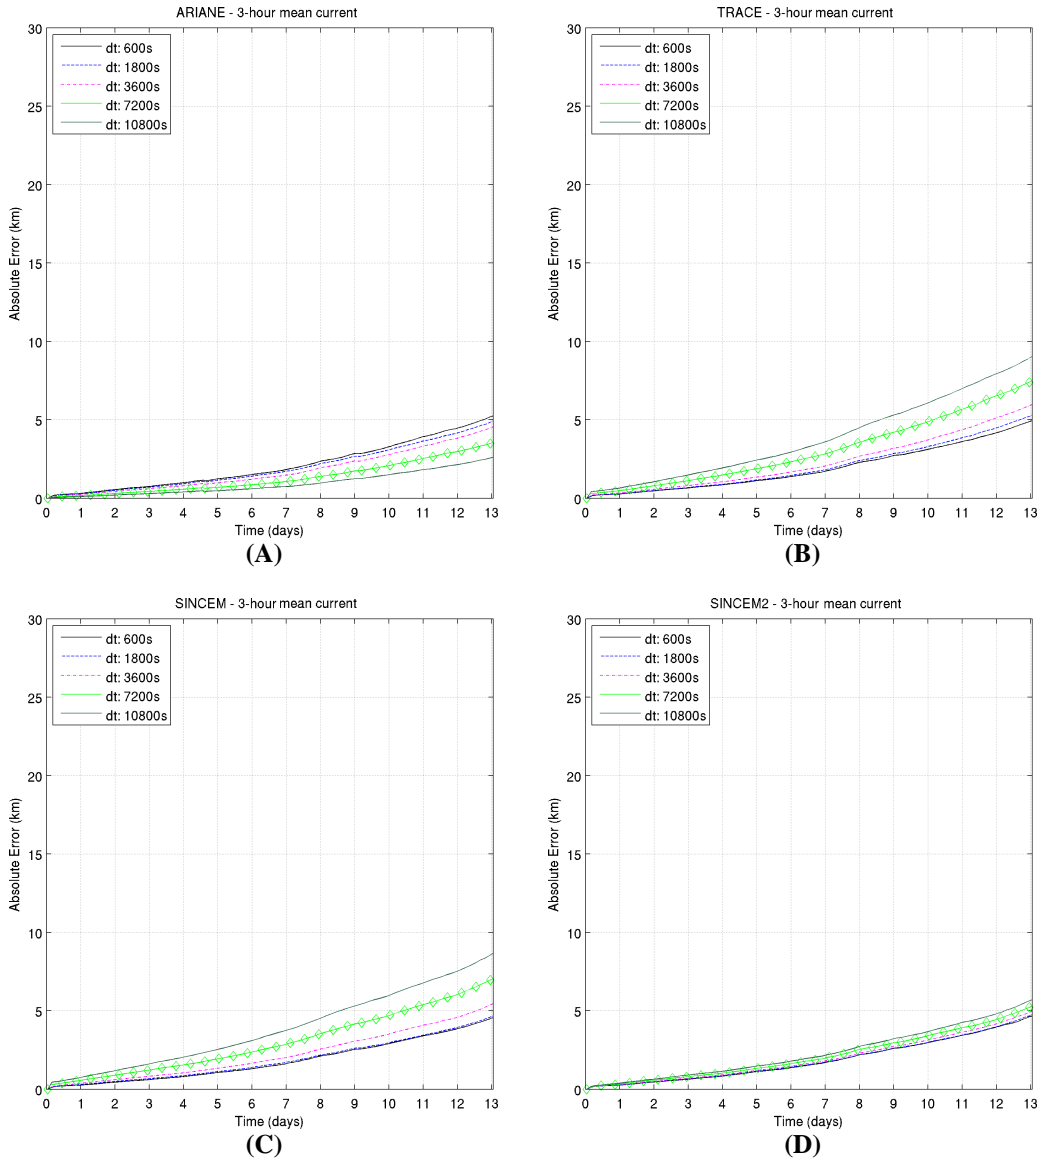 ARIANE - 3-hour mean current
30
25
20
15
10
5
0
Absolute Error (km)
dt: 600s
dt: 1800s
dt: 3600s
dt: 7200s
dt: 10800s
0 1 2 3 4 5 6 7 8 9 10 11 12 13
Time (days)
(A)
TRACE - 3-hour mean current
30
25
20
15
10
5
0
Absolute Error (km)
dt: 600s
dt: 1800s
dt: 3600s
dt: 7200s
dt: 10800s
0 1 2 3 4 5 6 7 8 9 10 11 12 13
Time (days)
(B)
SINCEM - 3-hour mean current
30
25
20
15
10
5
0
Absolute Error (km)
dt: 600s
dt: 1800s
dt: 3600s
dt: 7200s
dt: 10800s
0 1 2 3 4 5 6 7 8 9 10 11 12 13
Time (days)
(C)
SINCEM2 - 3-hour mean current
30
25
20
15
10
5
0
Absolute Error (km)
dt: 600s
dt: 1800s
dt: 3600s
dt: 7200s
dt: 10800s
0 1 2 3 4 5 6 7 8 9 10 11 12 13
Time (days)
(D)